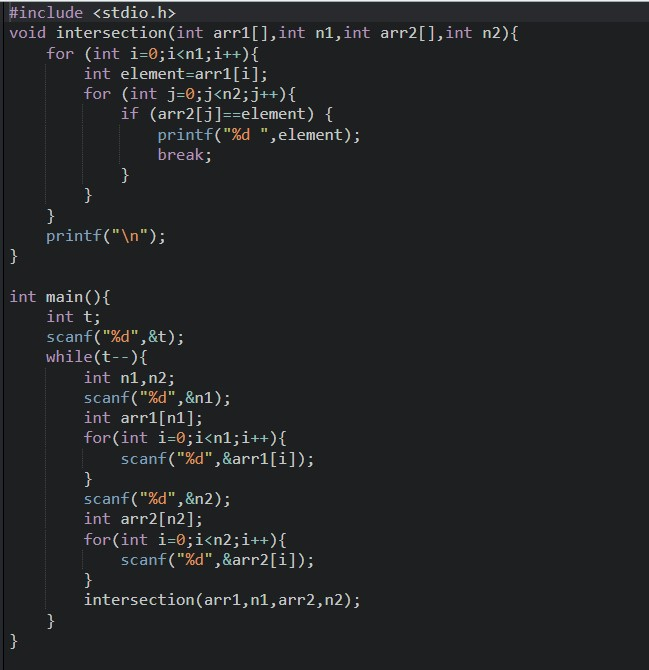 #include <stdio.h>
void intersection(int arr1[],int n1,int arr2[],int n2){
    for (int i=0;i<n1;i++){
        int element=arr1[i];
        for (int j=0;j<n2;j++){
            if (arr2[j]==element) {
                printf("%d ",element);
                break;
            }
        }
    }
    printf("\n");
}

int main(){
    int t;
    scanf("%d",&t);
    while(t--){
        int n1,n2;
        scanf("%d",&n1);
        int arr1[n1];
        for(int i=0;i<n1;i++){
            scanf("%d",&arr1[i]);
        }
        scanf("%d",&n2);
        int arr2[n2];
        for(int i=0;i<n2;i++){
            scanf("%d",&arr2[i]);
        }
        intersection(arr1,n1,arr2,n2);
    }
}